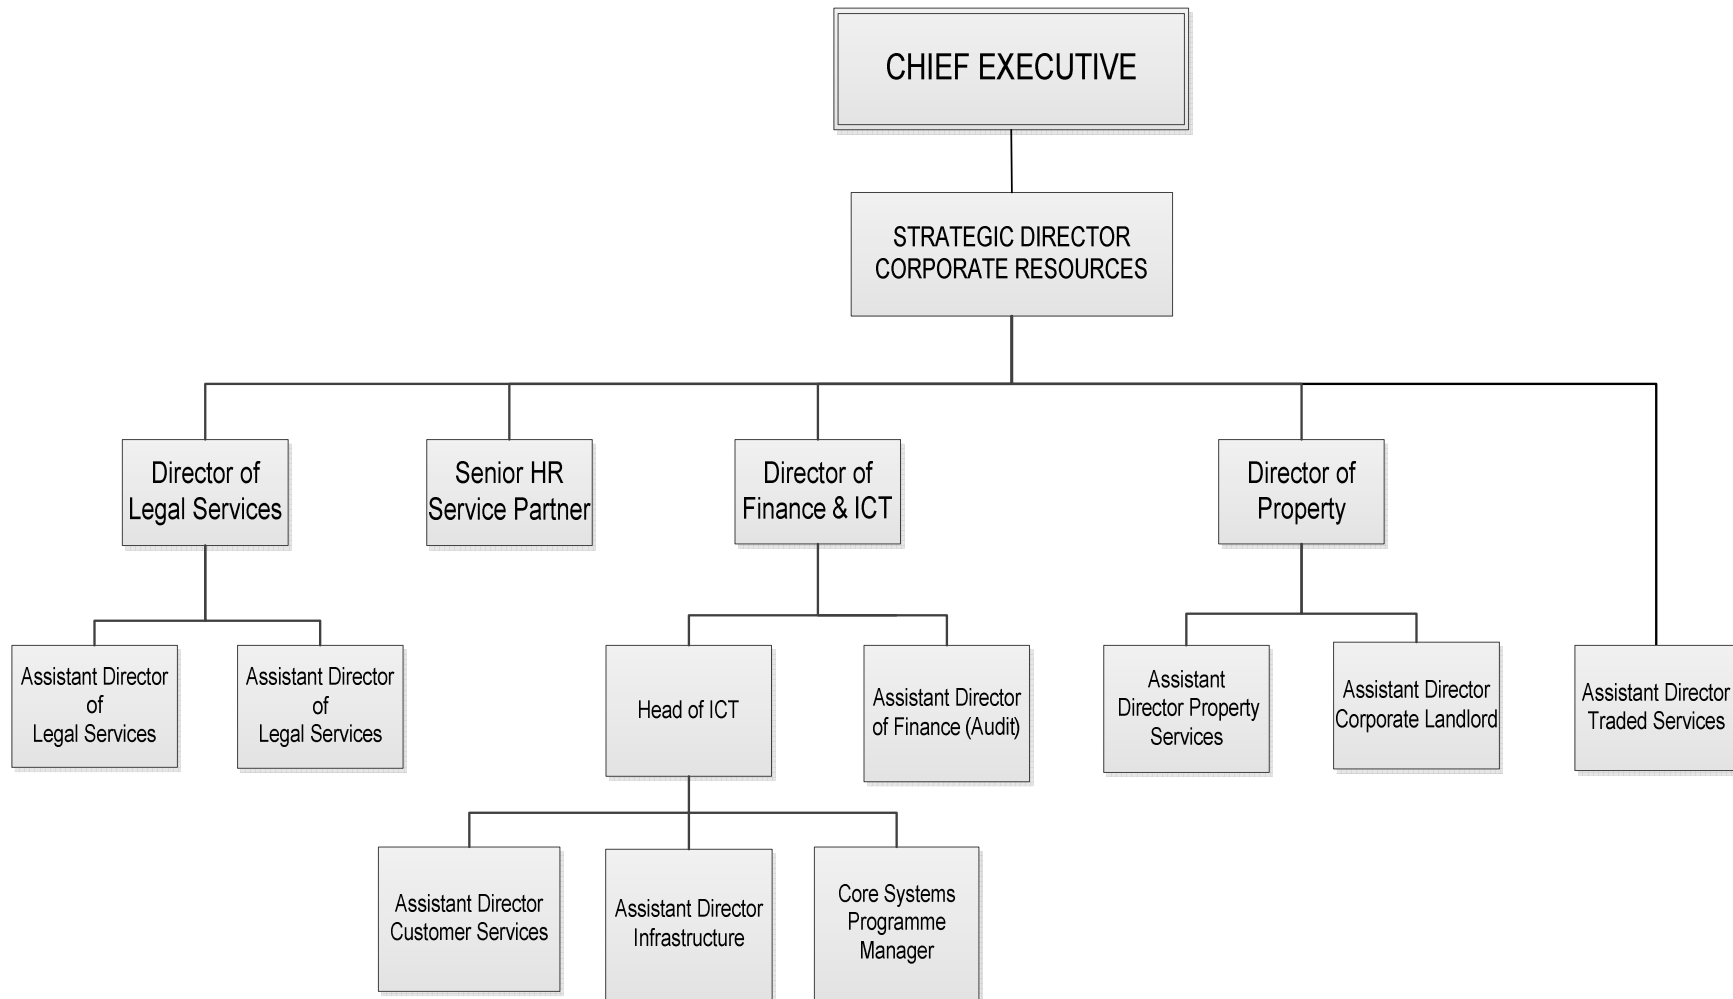 CHIEF EXECUTIVE
STRATEGIC DIRECTOR
CORPORATE RESOURCES
Director of
Legal Services
Senior HR
Service Partner
Director of
Finance & ICT
Director of
Property
Assistant Director
of
Legal Services
Assistant Director
of
Legal Services
Head of ICT
Assistant Director
of Finance (Audit)
Assistant
Director Property
Services
Assistant Director
Corporate Landlord
Assistant Director
Traded Services
Assistant Director
Customer Services
Assistant Director
Infrastructure
Core Systems
Programme
Manager